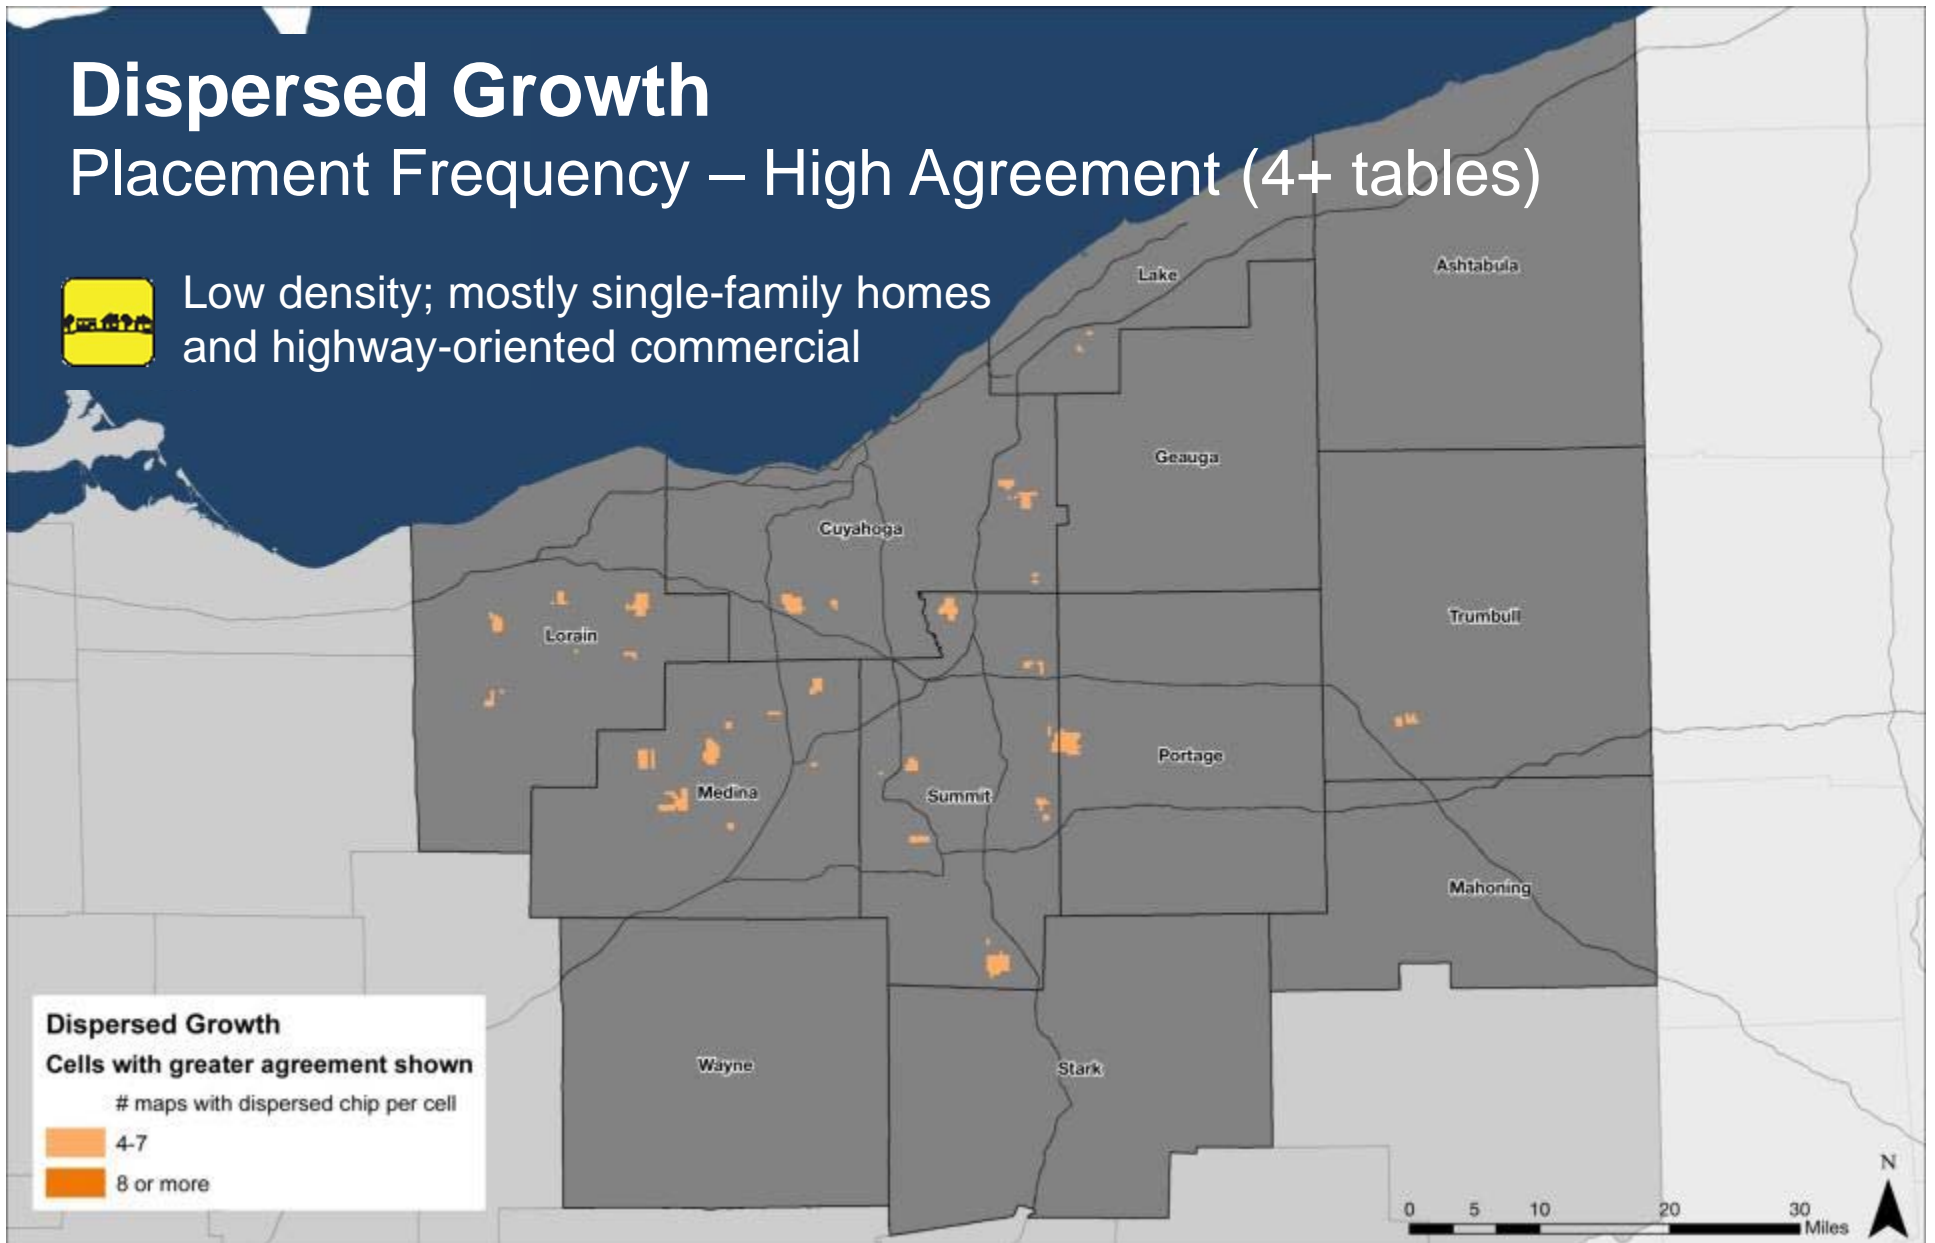 Dispersed Growth
Placement Frequency – High Agreement (4+ tables)
Low density; mostly single-family homes
and highway-oriented commercial
Lake
Ashtabula
Geauga
Cuyahoga
Trumbull
Lorain
Portage
Medina
Summit
Mahoning
Wayne
Stark
Dispersed Growth
Cells with greater agreement shown
# maps with dispersed chip per cell
4-7
8 or more
N
0 5 10 20 30
Miles